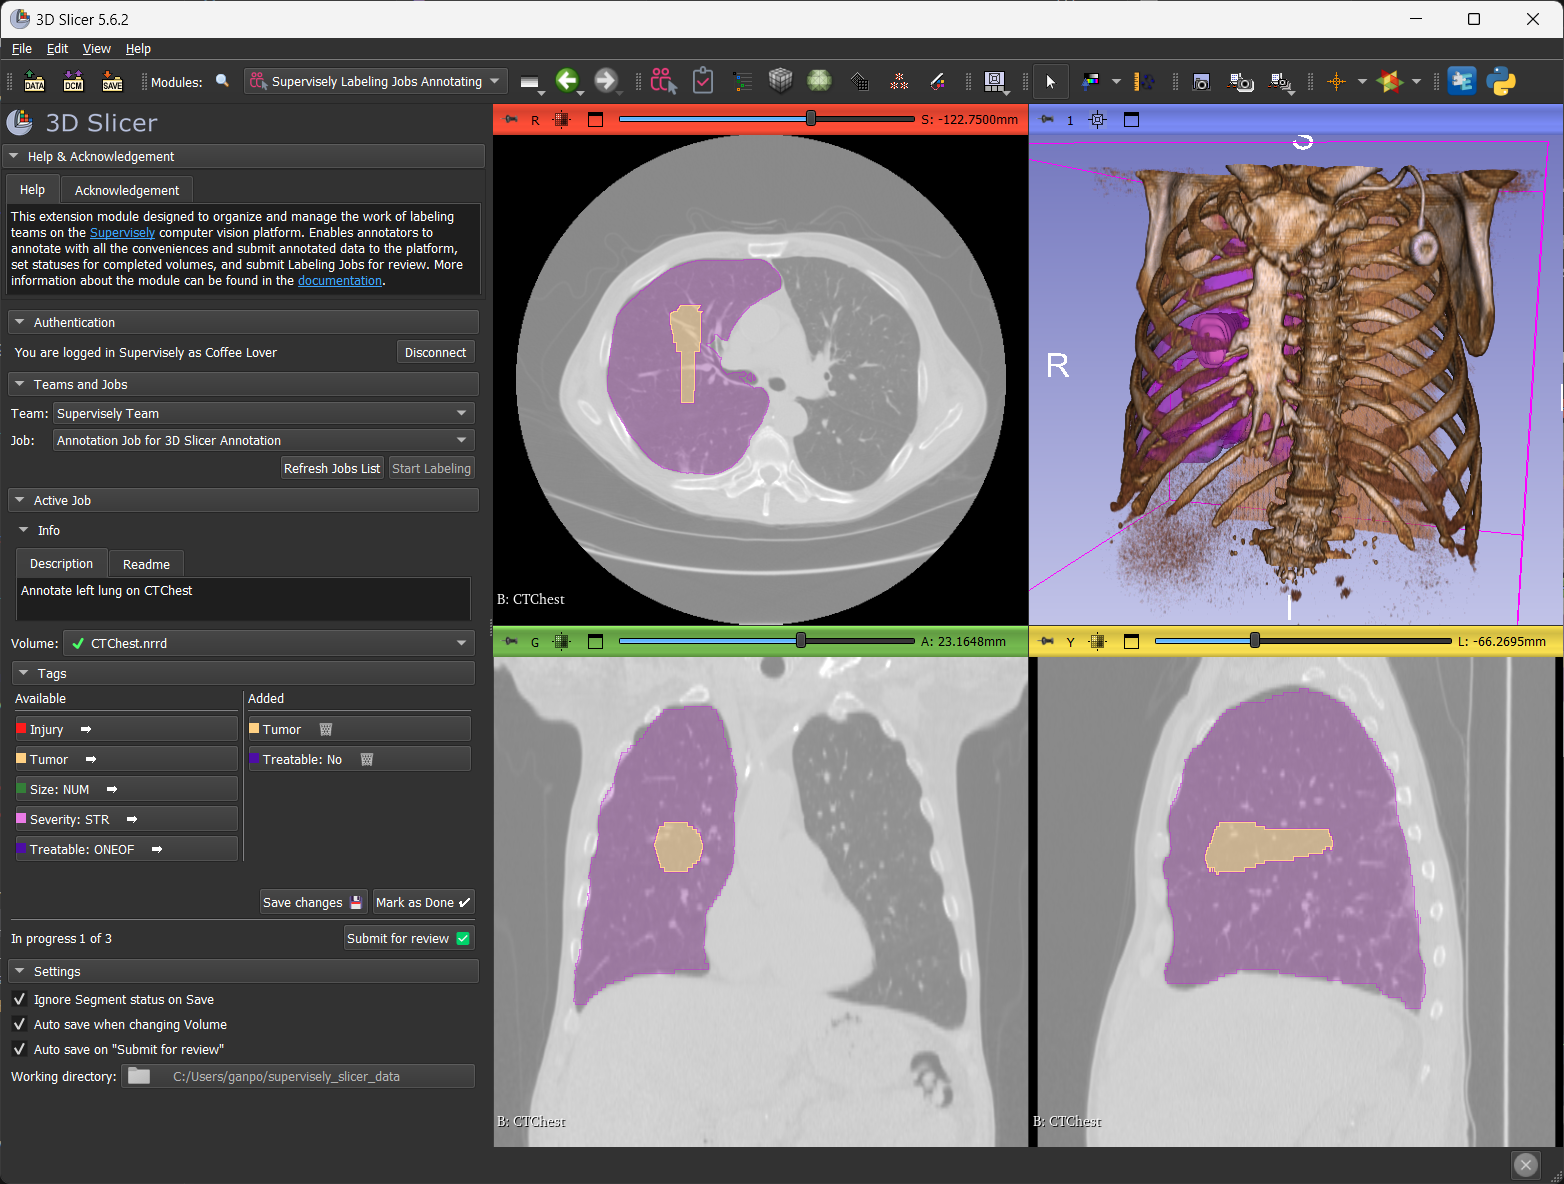 3D Slicer 5.6.2
File Edit View Help
DATA DCM SAVE Modules: Supervisely Labeling Jobs Annotating
3D Slicer
Help & Acknowledgement
Help Acknowledgement
This extension module designed to organize and manage the work of labeling
teams on the Supervisely computer vision platform. Enables annotators to
annotate with all the conveniences and submit annotated data to the platform,
set statuses for completed volumes, and submit Labeling Jobs for review. More
information about the module can be found in the documentation.
Authentication
You are logged in Supervisely as Coffee Lover Disconnect
Teams and Jobs
Team: Supervisely Team
Job: Annotation Job for 3D Slicer Annotation
Refresh Jobs List Start Labeling
Active Job
Info
Description Readme
Annotate left lung on CTChest
Volume: CTChest.nrrd
Tags
Available Added
Injury Tumor
Tumor Treatable: No
Size: NUM
Severity: STR
Treatable: ONEOF
Save changes Mark as Done
In progress 1 of 3 Submit for review
Settings
Ignore Segment status on Save
Auto save when changing Volume
Auto save on "Submit for review"
Working directory: C:/Users/ganpo/supervisely_slicer_data
R S: -122.7500mm
B: CTChest
1
R
I
G A: 23.1648mm
B: CTChest
Y L: -66.2695mm
B: CTChest